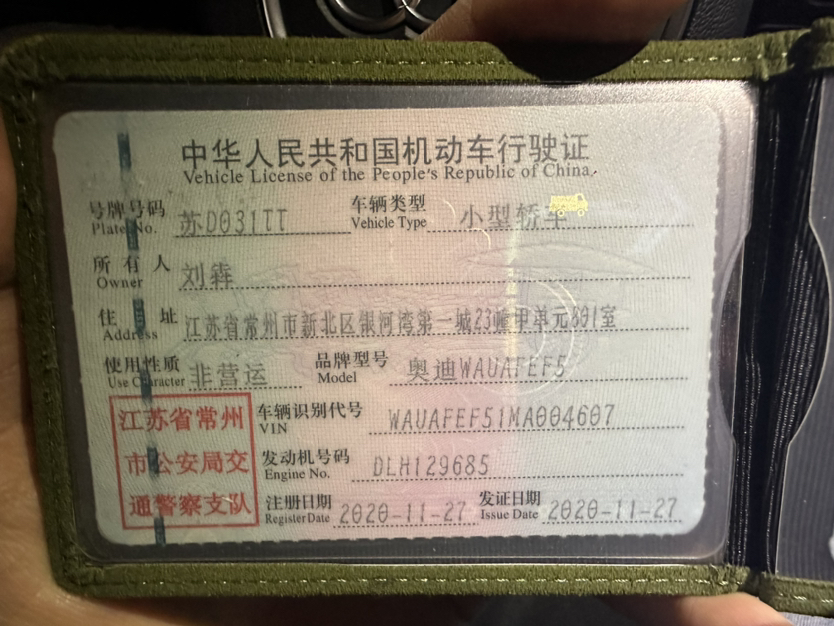 中华人民共和国机动车行驶证
Vehicle License of the People's Republic of China
号牌号码 苏D031TT 车辆类型 小型轿车
Plate No. Vehicle Type
所有人 刘犇
Owner
住址 江苏省常州市新北区银河湾第一城23幢甲单元891室
Address
使用性质 非营运 品牌型号 奥迪WAUAFEF5
Use Character Model
江苏省常州
市公安局交
通警察支队
车辆识别代号 WAUAFEF51MA004607
VIN
发动机号码 DLH129685
Engine No.
注册日期 2020-11-27 发证日期 2020-11-27
Register Date Issue Date